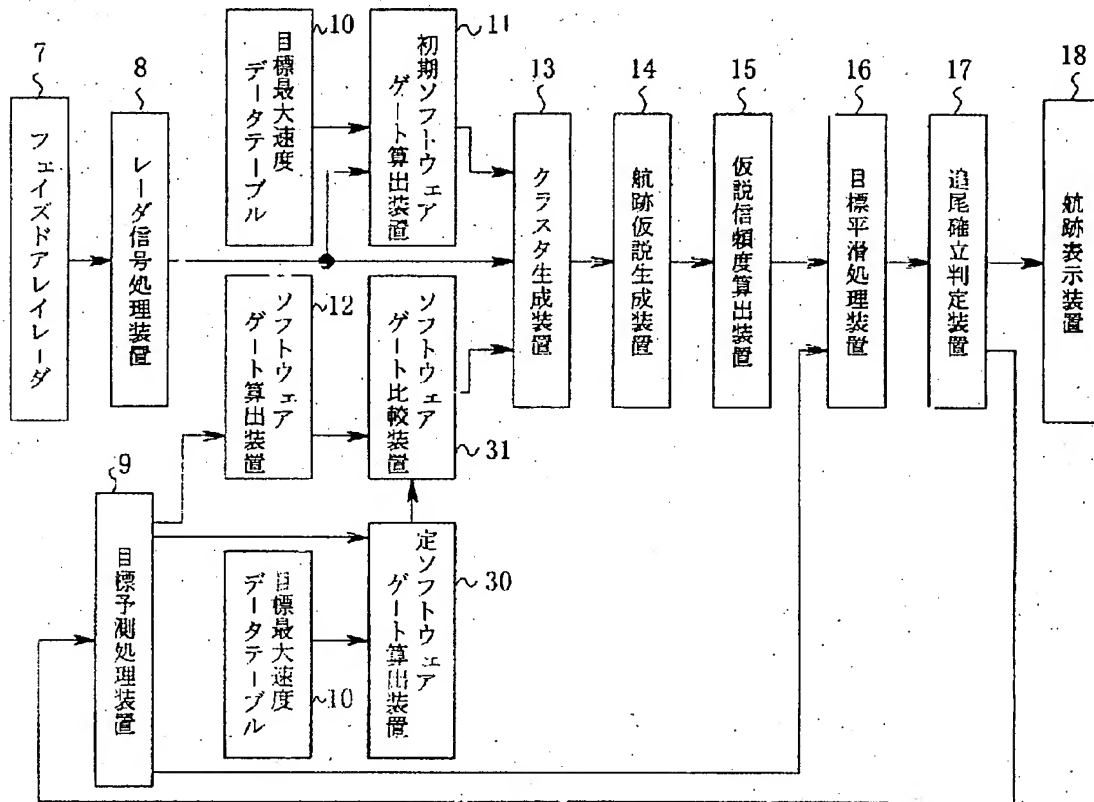 7
フェイズドアレイレーダ
8
レーダ信号処理装置
10
目標最大速度
データテーブル
11
初期ソフトウェア
ゲート算出装置
12
ソフトウェア
ゲート算出装置
ソフトウェア
ゲート比較装置
31
13
クラスタ生成装置
14
航跡仮説生成装置
15
仮説信頼度算出装置
16
目標平滑処理装置
17
追尾確立判定装置
18
航跡表示装置
9
目標予測処理装置
目標最大速度
データテーブル
10
定ソフトウェア
ゲート算出装置
30